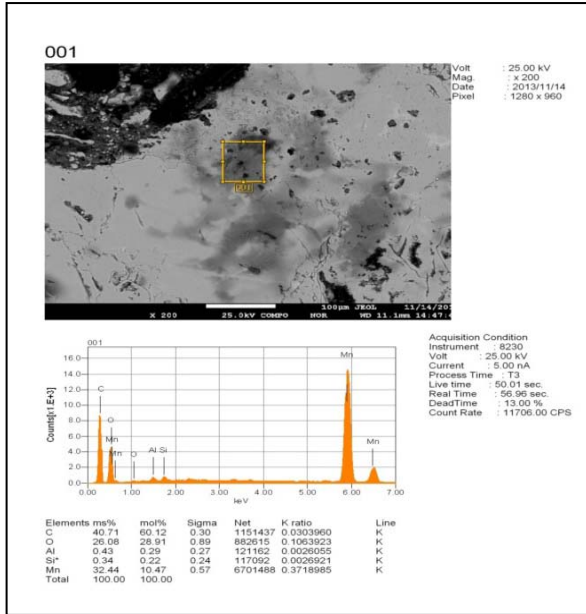 001
Volt : 25.00 kV
Mag. : x 200
Date : 2013/11/14
Pixel : 1280 x 960
[001]
100µm JEOL 11/14/20
X 200 25.0kV COMPO NOR WD 11.1mm 14:47:4
Acquisition Condition
Instrument : 8230
Volt : 25.00 kV
Current : 5.00 nA
Process Time : T3
Live time : 50.01 sec.
Real Time : 56.96 sec.
DeadTime : 13.00 %
Count Rate : 11706.00 CPS
001
Counts[x1.E+3]
16.0
14.0
12.0
10.0
8.0
6.0
4.0
2.0
0.0
C
O
Mn
Mn
O
Al
Si
Mn
Mn
0.00 1.00 2.00 3.00 4.00 5.00 6.00 7.00
keV
Elements ms% mol% Sigma Net K ratio Line
C 40.71 60.12 0.30 1151437 0.0303960 K
O 26.08 28.91 0.89 882615 0.1063923 K
Al 0.43 0.29 0.27 121162 0.0026055 K
Si* 0.34 0.22 0.24 117092 0.0026921 K
Mn 32.44 10.47 0.57 6701488 0.3718985 K
Total 100.00 100.00